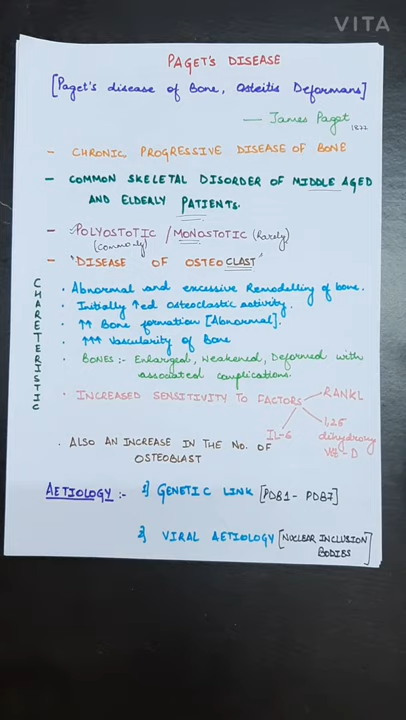 VITA
PAGET'S DISEASE
[Paget's disease of Bone, Osteitis Deformans]
— James Paget 1877
- CHRONIC PROGRESSIVE DISEASE OF BONE
- COMMON SKELETAL DISORDER OF MIDDLE AGED
AND ELDERLY PATIENTS.
- POLYOSTOTIC / MONOSTOTIC (Rarely)
(commonly)
- "DISEASE OF OSTEOCLAST"
CHARETERISTIC
· Abnormal and excessive Remodelling of bone.
· Initially ↑ed osteoclastic activity.
· ↑↑ Bone formation [Abnormal].
· ↑↑↑ Vascularity of Bone
· BONES :- Enlarged, Weakened, Deformed with
associated complications.
· INCREASED SENSITIVITY TO FACTORS
RANKL
IL-6
1,25 dihydroxy
Vit-D
· ALSO AN INCREASE IN THE NO. OF
OSTEOBLAST
AETIOLOGY :- 1) GENETIC LINK [PDB1 - PDB7]
2) VIRAL AETIOLOGY [NUCLEAR INCLUSION
BODIES]